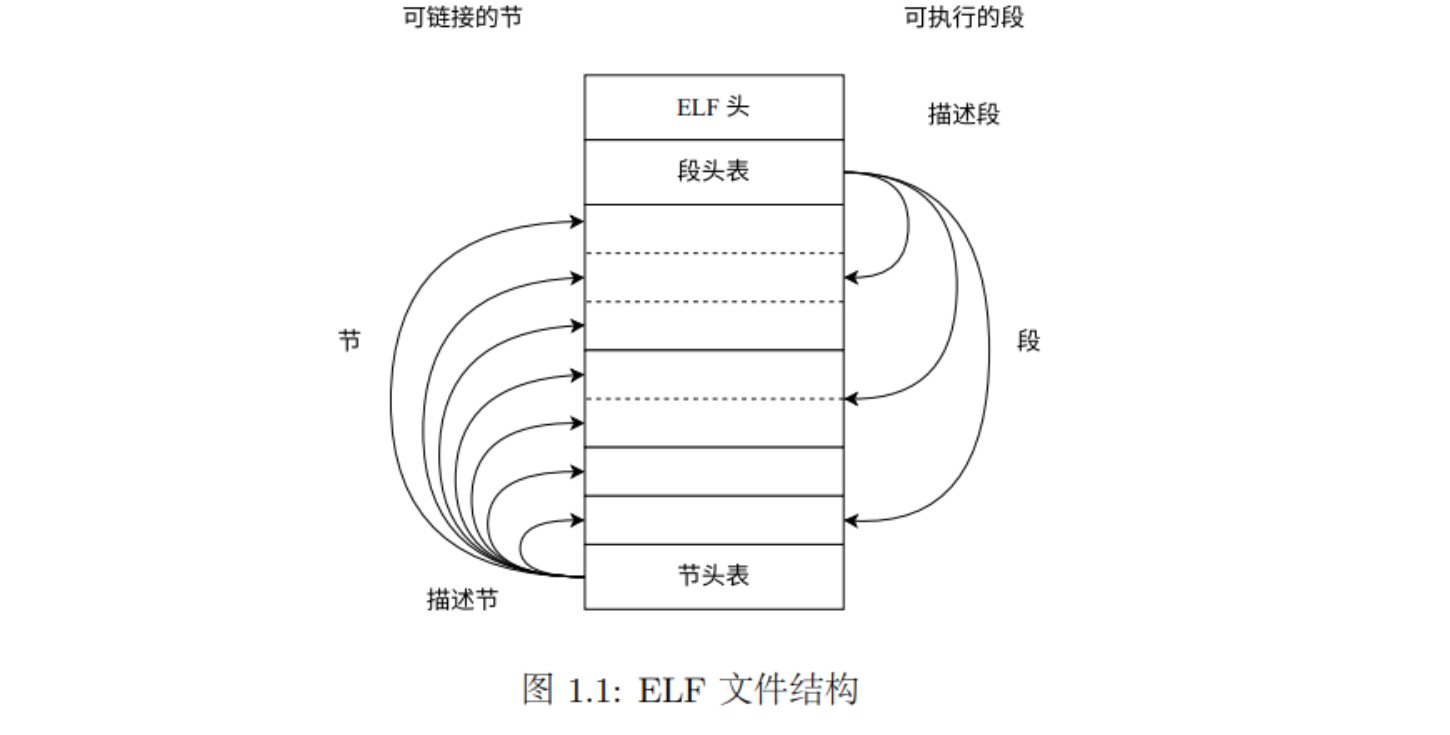 可链接的节
可执行的段
ELF 头
描述段
段头表
节
段
节头表
描述节
图 1.1: ELF 文件结构